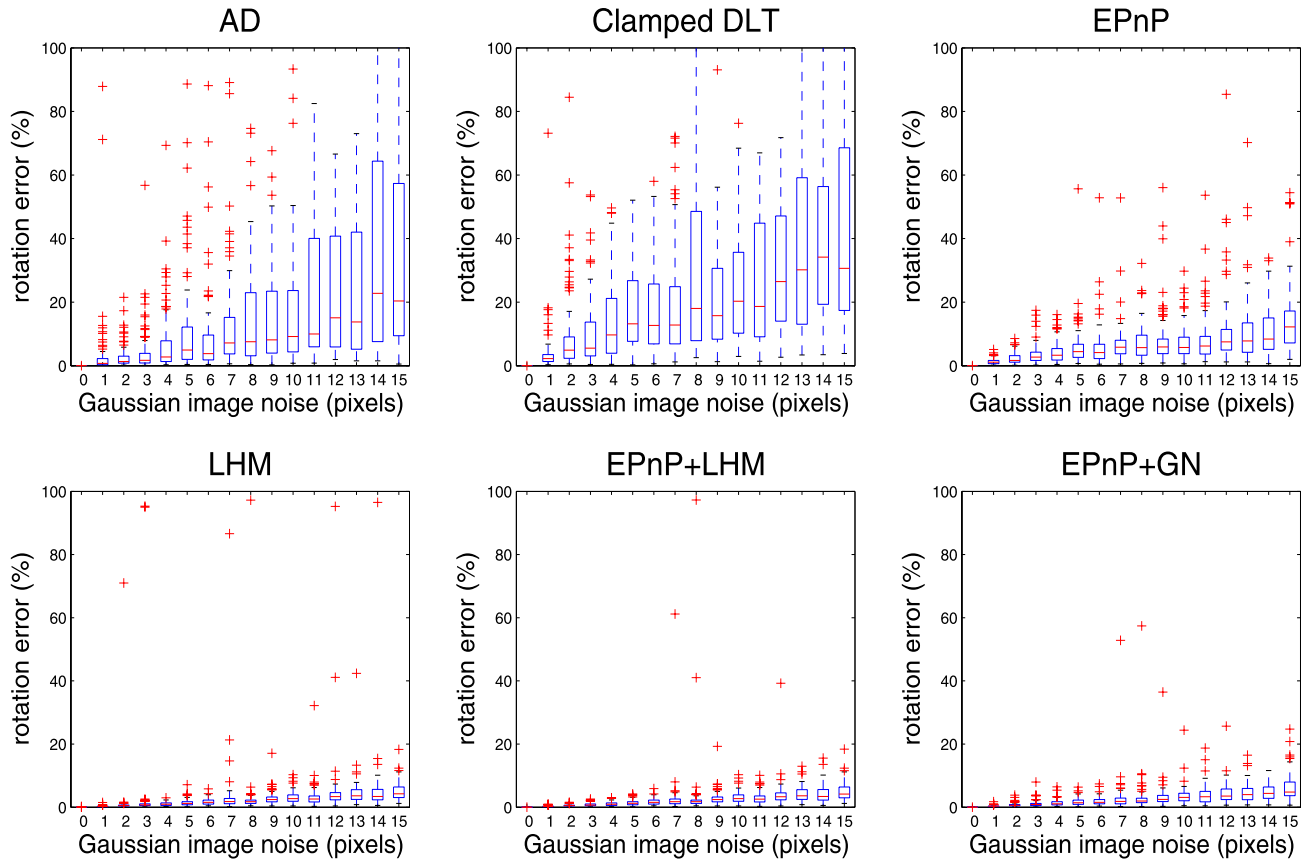 AD
Clamped DLT
EPnP
100
80
60
40
20
0
rotation error (%)
0 1 2 3 4 5 6 7 8 9 10 11 12 13 14 15
Gaussian image noise (pixels)
100
80
60
40
20
0
rotation error (%)
0 1 2 3 4 5 6 7 8 9 10 11 12 13 14 15
Gaussian image noise (pixels)
100
80
60
40
20
0
rotation error (%)
0 1 2 3 4 5 6 7 8 9 10 11 12 13 14 15
Gaussian image noise (pixels)
LHM
EPnP+LHM
EPnP+GN
100
80
60
40
20
0
rotation error (%)
0 1 2 3 4 5 6 7 8 9 10 11 12 13 14 15
Gaussian image noise (pixels)
100
80
60
40
20
0
rotation error (%)
0 1 2 3 4 5 6 7 8 9 10 11 12 13 14 15
Gaussian image noise (pixels)
100
80
60
40
20
0
rotation error (%)
0 1 2 3 4 5 6 7 8 9 10 11 12 13 14 15
Gaussian image noise (pixels)